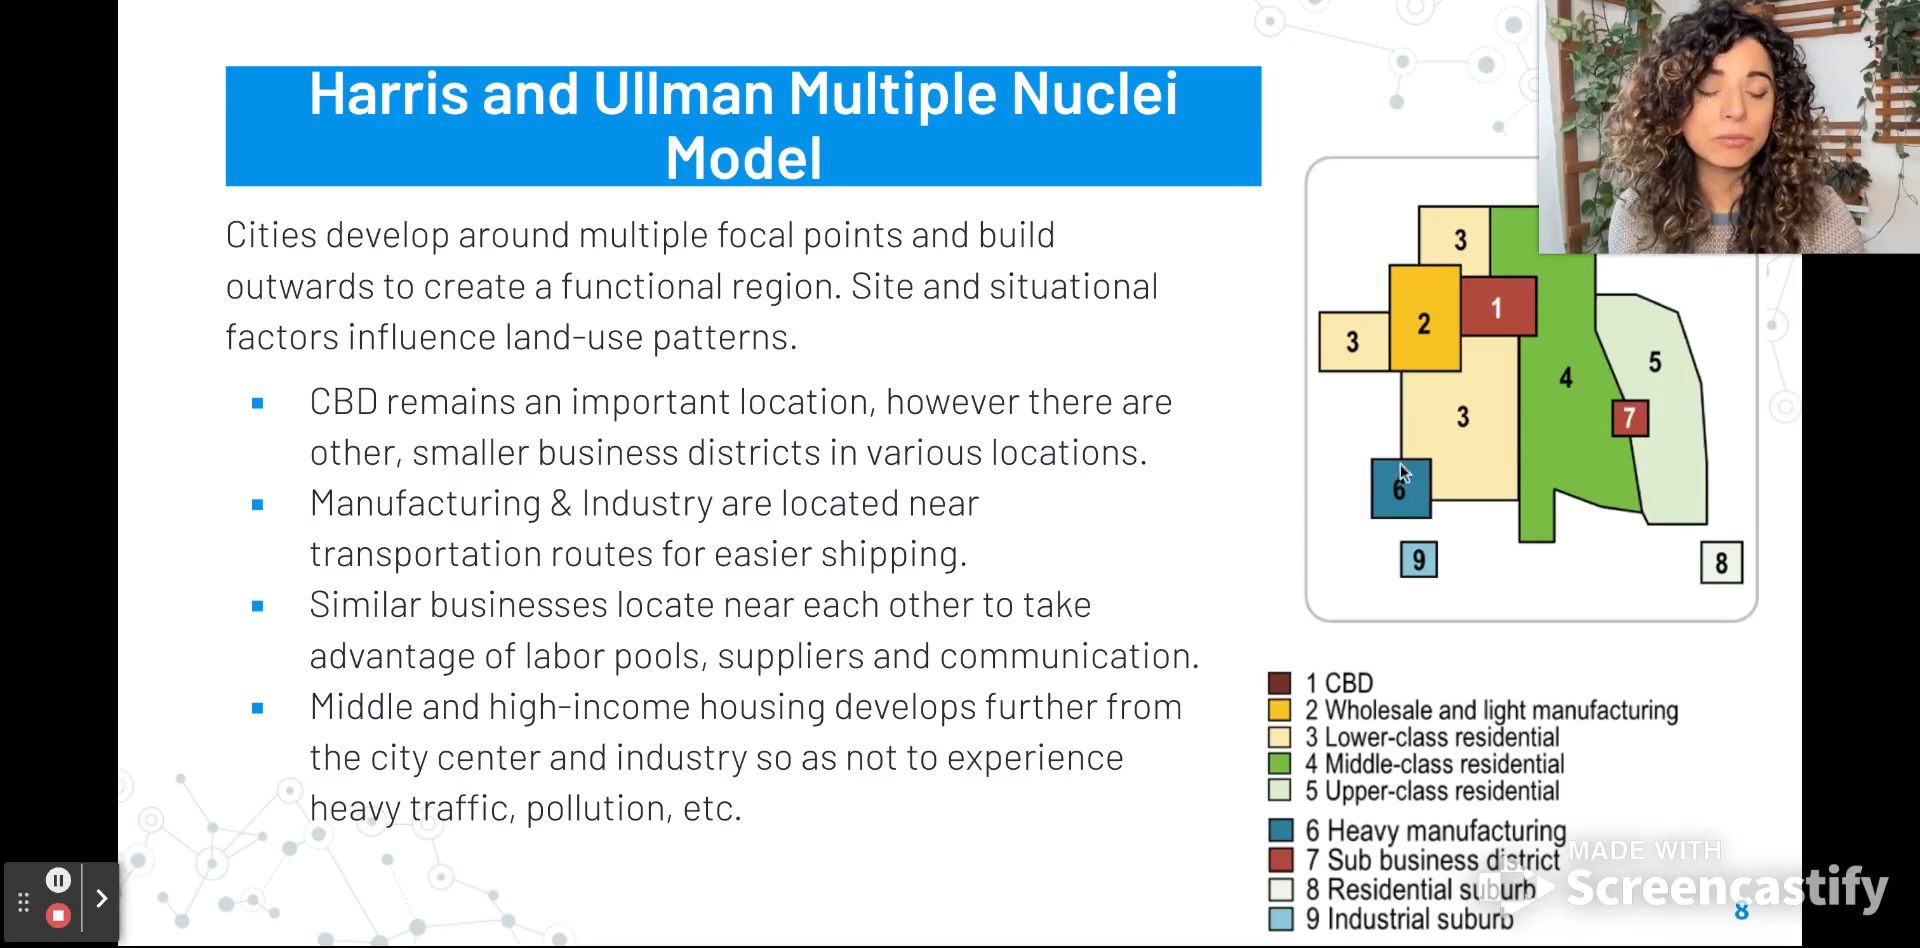 Harris and Ullman Multiple Nuclei
Model
Cities develop around multiple focal points and build
outwards to create a functional region. Site and situational
factors influence land-use patterns.
CBD remains an important location, however there are
other, smaller business districts in various locations.
Manufacturing & Industry are located near
transportation routes for easier shipping.
Similar businesses locate near each other to take
advantage of labor pools, suppliers and communication.
Middle and high-income housing develops further from
the city center and industry so as not to experience
heavy traffic, pollution, etc.
3
1
2
3
4
5
3
7
6
9
8
1 CBD
2 Wholesale and light manufacturing
3 Lower-class residential
4 Middle-class residential
5 Upper-class residential
6 Heavy manufacturing
7 Sub business district
8 Residential suburb
9 Industrial suburb
MADE WITH
Screencastify
8